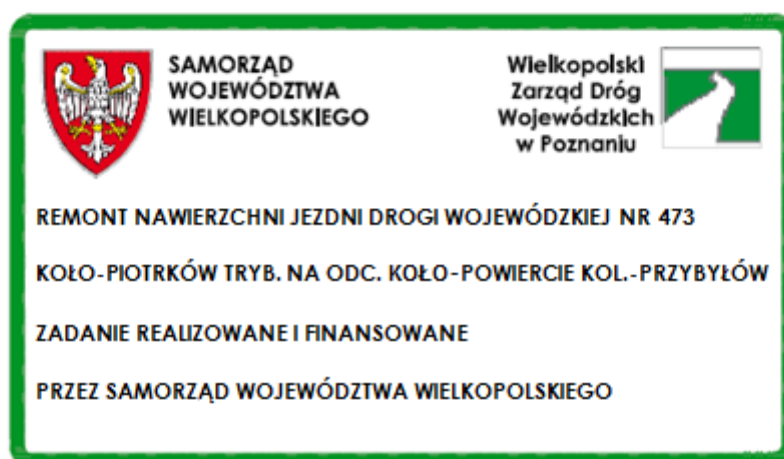 SAMORZĄD
WOJEWÓDZTWA
WIELKOPOLSKIEGO
Wielkopolski
Zarząd Dróg
Wojewódzkich
w Poznaniu
REMONT NAWIERZCHNI JEZDNI DROGI WOJEWÓDZKIEJ NR 473
KOŁO-PIOTRKÓW TRYB. NA ODC. KOŁO-POWIERCIE KOL.-PRZYBYŁÓW
ZADANIE REALIZOWANE I FINANSOWANE
PRZEZ SAMORZĄD WOJEWÓDZTWA WIELKOPOLSKIEGO